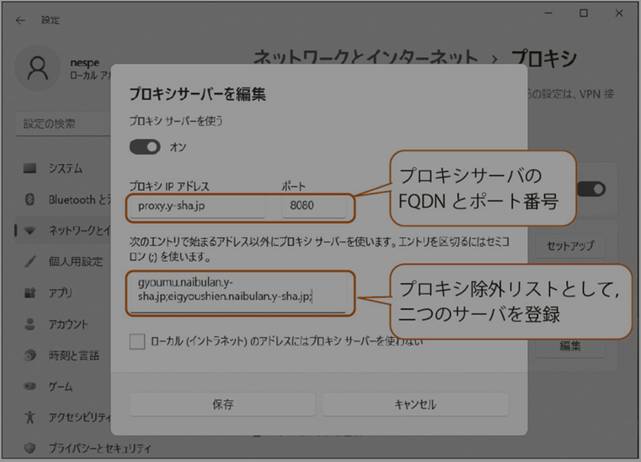 設定
nespe
ローカル アカ
ネットワークとインターネット › プロキシ
設定の検索
システム
Bluetooth とデ
ネットワークとイ
個人用設定
アプリ
アカウント
時刻と言語
ゲーム
アクセシビリティ
プライバシーとセキュリティ
の設定は、VPN 接
セットアップ
編集
プロキシサーバーを編集
プロキシ サーバーを使う
オン
プロキシ IP アドレス
ポート
proxy.y-sha.jp
8080
次のエントリで始まるアドレス以外にプロキシ サーバーを使います。エントリを区切るにはセミコ
ロン (;) を使います。
gyoumu.naibulan.y-
sha.jp;eigyoushien.naibulan.y-sha.jp;
ローカル (イントラネット) のアドレスにはプロキシ サーバーを使わない
保存
キャンセル
プロキシサーバの
FQDN とポート番号
プロキシ除外リストとして,
二つのサーバを登録